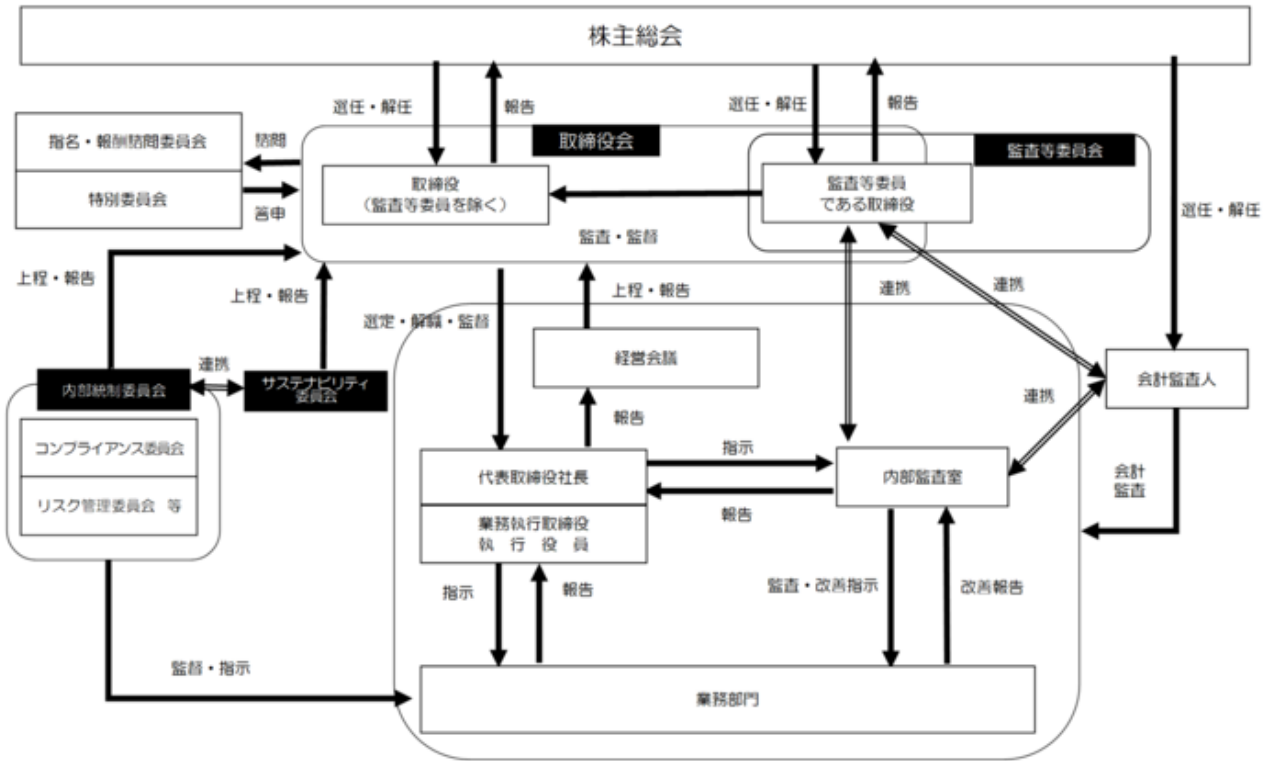 株主総会
選任・解任
報告
選任・解任
報告
取締役会
監査等委員会
指名・報酬諮問委員会
特別委員会
諮問
答申
取締役
(監査等委員を除く)
監査等委員
である取締役
選任・解任
監査・監督
上程・報告
上程・報告
上程・報告
連携
連携
選定・解職・監督
経営会議
連携
内部統制委員会
サステナビリティ
委員会
会計監査人
報告
連携
コンプライアンス委員会
リスク管理委員会 等
代表取締役社長
業務執行取締役
執 行 役 員
指示
報告
内部監査室
会計
監査
指示
報告
監査・改善指示
改善報告
監督・指示
業務部門